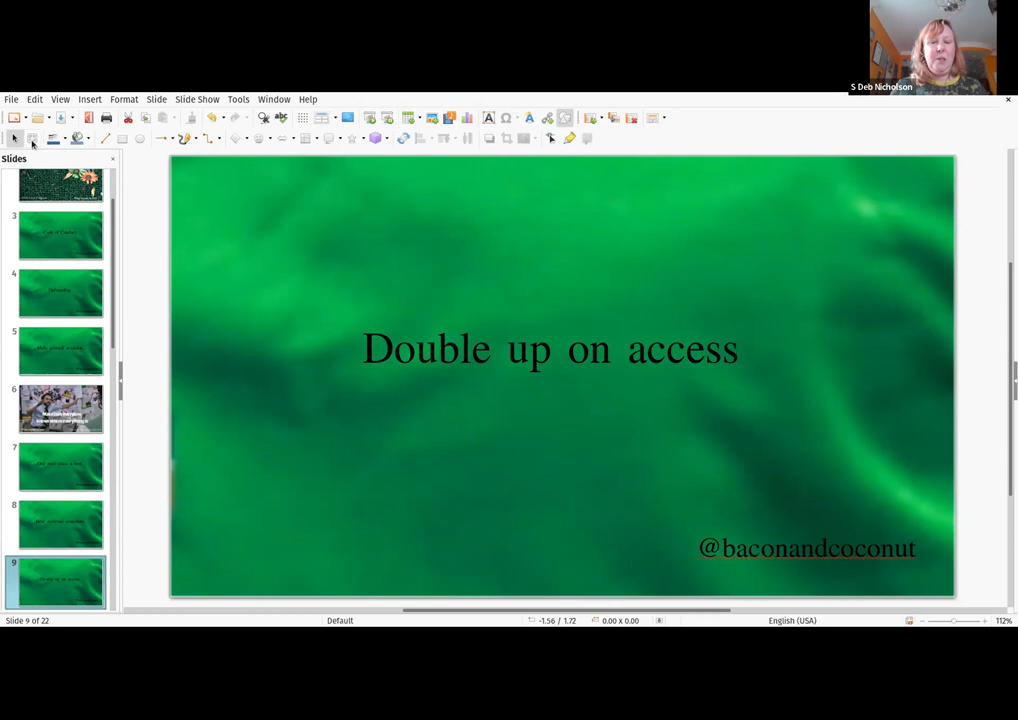 S Deb Nicholson
File Edit View Insert Format Slide Slide Show Tools Window Help
Slides
3
4
5
6
7
8
9
Double up on access
@baconandcoconut
Slide 9 of 22
Default
-1.56 / 1.72
0.00 x 0.00
English (USA)
112%